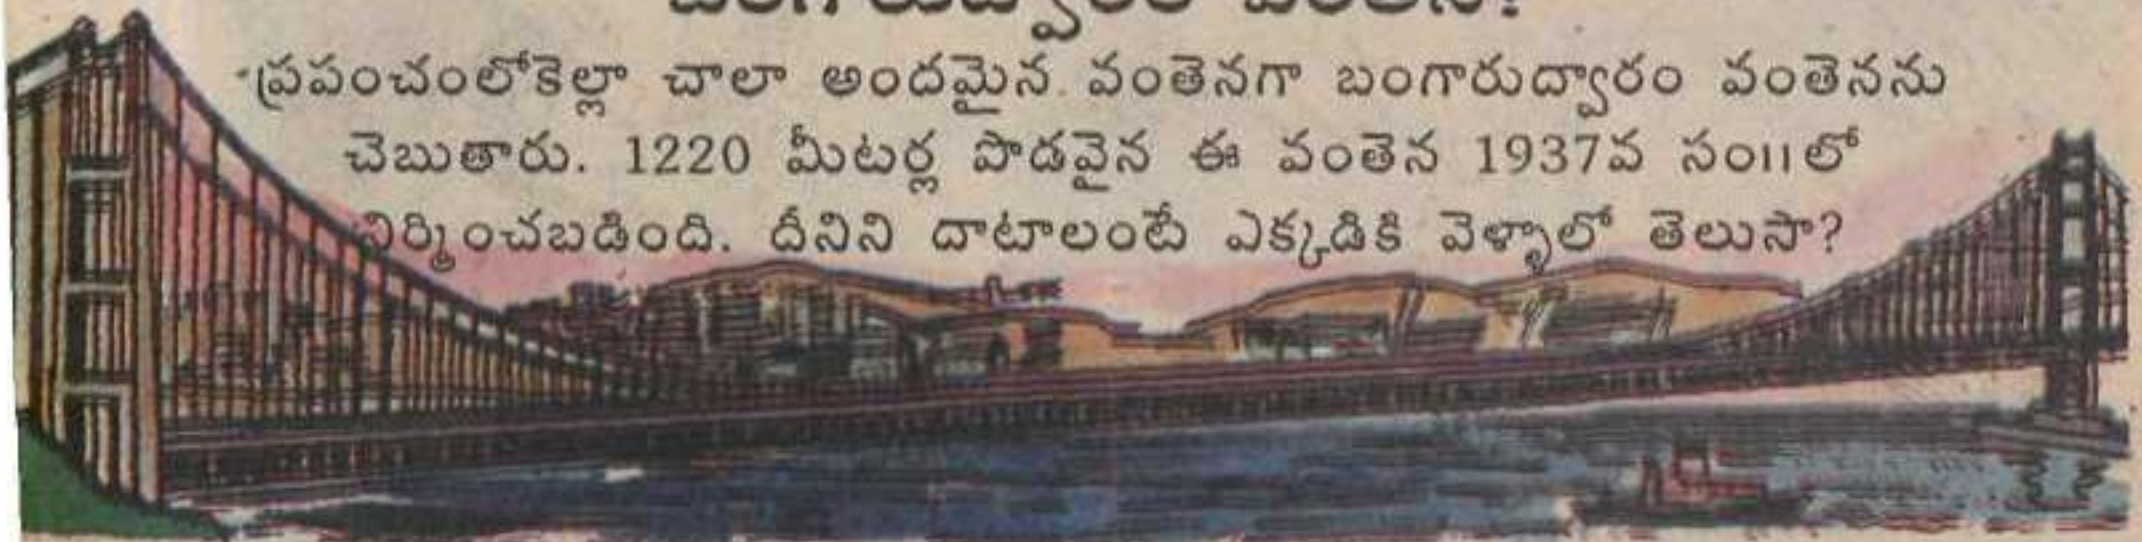 ప్రపంచంలోకెల్లా చాలా అందమైన వంతెనగా బంగారుద్వారం వంతెనను
చెబుతారు. 1220 మీటర్ల పొడవైన ఈ వంతెన 1937వ సం॥లో
నిర్మించబడింది. దీనిని దాటాలంటే ఎక్కడికి వెళ్ళాలో తెలుసా?